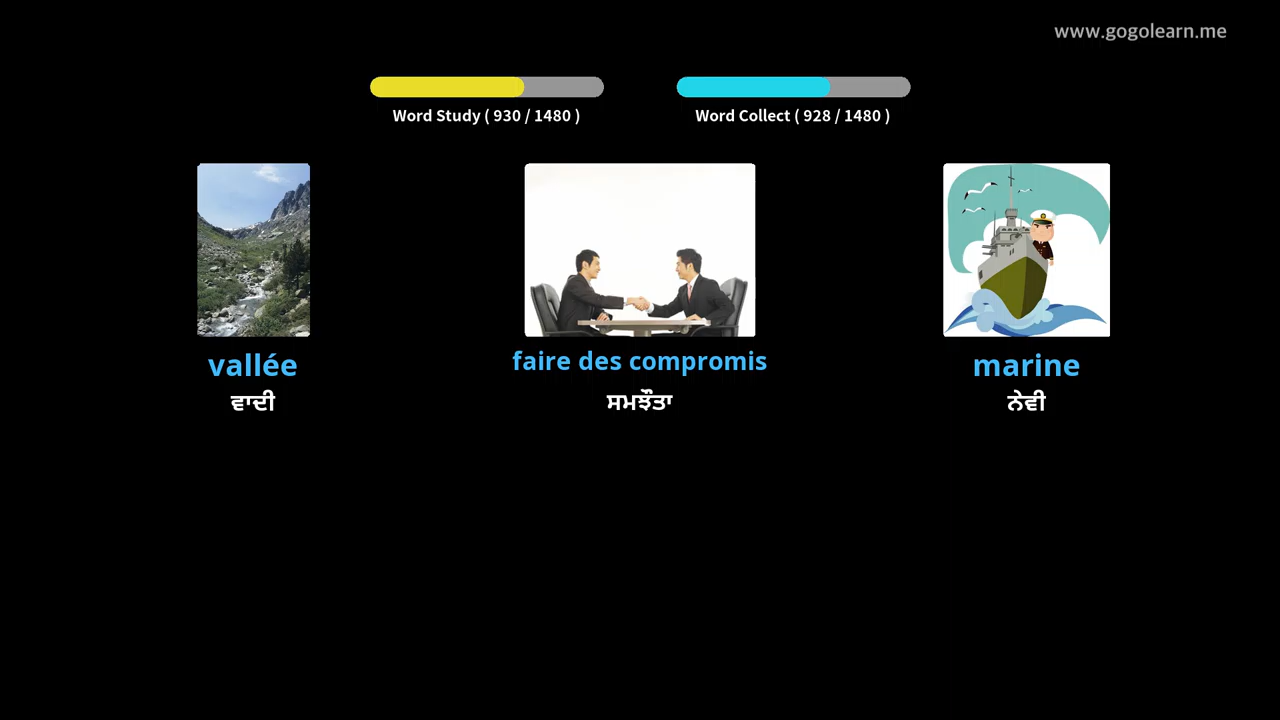 www.gogolearn.me
Word Study ( 930 / 1480 )
Word Collect ( 928 / 1480 )
vallée
ਵਾਦੀ
faire des compromis
ਸਮਝੌਤਾ
marine
ਨੇਵੀ